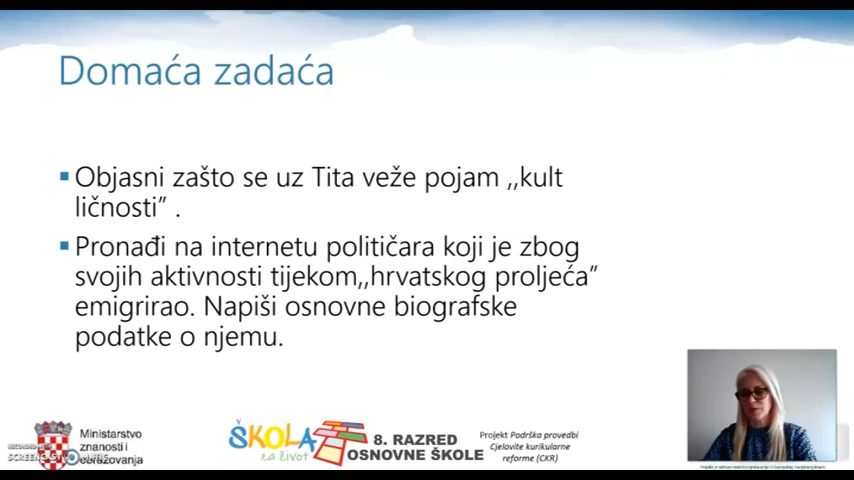 Domaća zadaća
Objasni zašto se uz Tita veže pojam ,,kult
ličnosti” .
Pronađi na internetu političara koji je zbog
svojih aktivnosti tijekom,,hrvatskog proljeća”
emigrirao. Napiši osnovne biografske
podatke o njemu.
Ministarstvo
znanosti i
obrazovanja
ŠKOLA
za život
8. RAZRED
OSNOVNE ŠKOLE
Projekt Podrška provedbi
Cjelovite kurikularne
reforme (CKR)